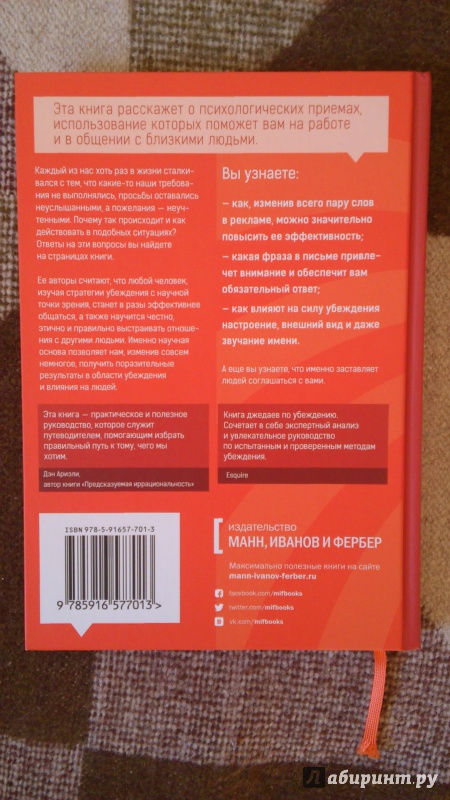 Эта книга расскажет о психологических приемах,
использование которых поможет вам на работе
и в общении с близкими людьми.
Каждый из нас хоть раз в жизни сталки-
вался с тем, что какие-то наши требова-
ния не выполнялись, просьбы оставались
неуслышанными, а пожелания — неуч-
тенными. Почему так происходит и как
действовать в подобных ситуациях?
Ответы на эти вопросы вы найдете
на страницах книги.
Ее авторы считают, что любой человек,
изучая стратегии убеждения с научной
точки зрения, станет в разы эффективнее
общаться, а также научится честно,
этично и правильно выстраивать отноше-
ния с другими людьми. Именно научная
основа позволяет нам, изменив совсем
немногое, получить поразительные
результаты в области убеждения
и влияния на людей.
Вы узнаете:
— как, изменив всего пару слов
в рекламе, можно значительно
повысить ее эффективность;
— какая фраза в письме привле-
чет внимание и обеспечит вам
обязательный ответ;
— как влияют на силу убеждения
настроение, внешний вид и даже
звучание имени.
А еще вы узнаете, что именно заставляет
людей соглашаться с вами.
Эта книга — практическое и полезное
руководство, которое служит
путеводителем, помогающим избрать
правильный путь к тому, чего мы
хотим.
Дэн Ариэли,
автор книги «Предсказуемая иррациональность»
Книга джедаев по убеждению.
Сочетает в себе экспертный анализ
и увлекательное руководство
по испытанным и проверенным методам
убеждения.
Esquire
ISBN 978-5-91657-701-3
9 785916 577013 >
издательство
МАНН, ИВАНОВ И ФЕРБЕР
Максимально полезные книги на сайте
mann-ivanov-ferber.ru
facebook.com/mifbooks
twitter.com/mifbooks
vk.com/mifbooks
Лабиринт.ру